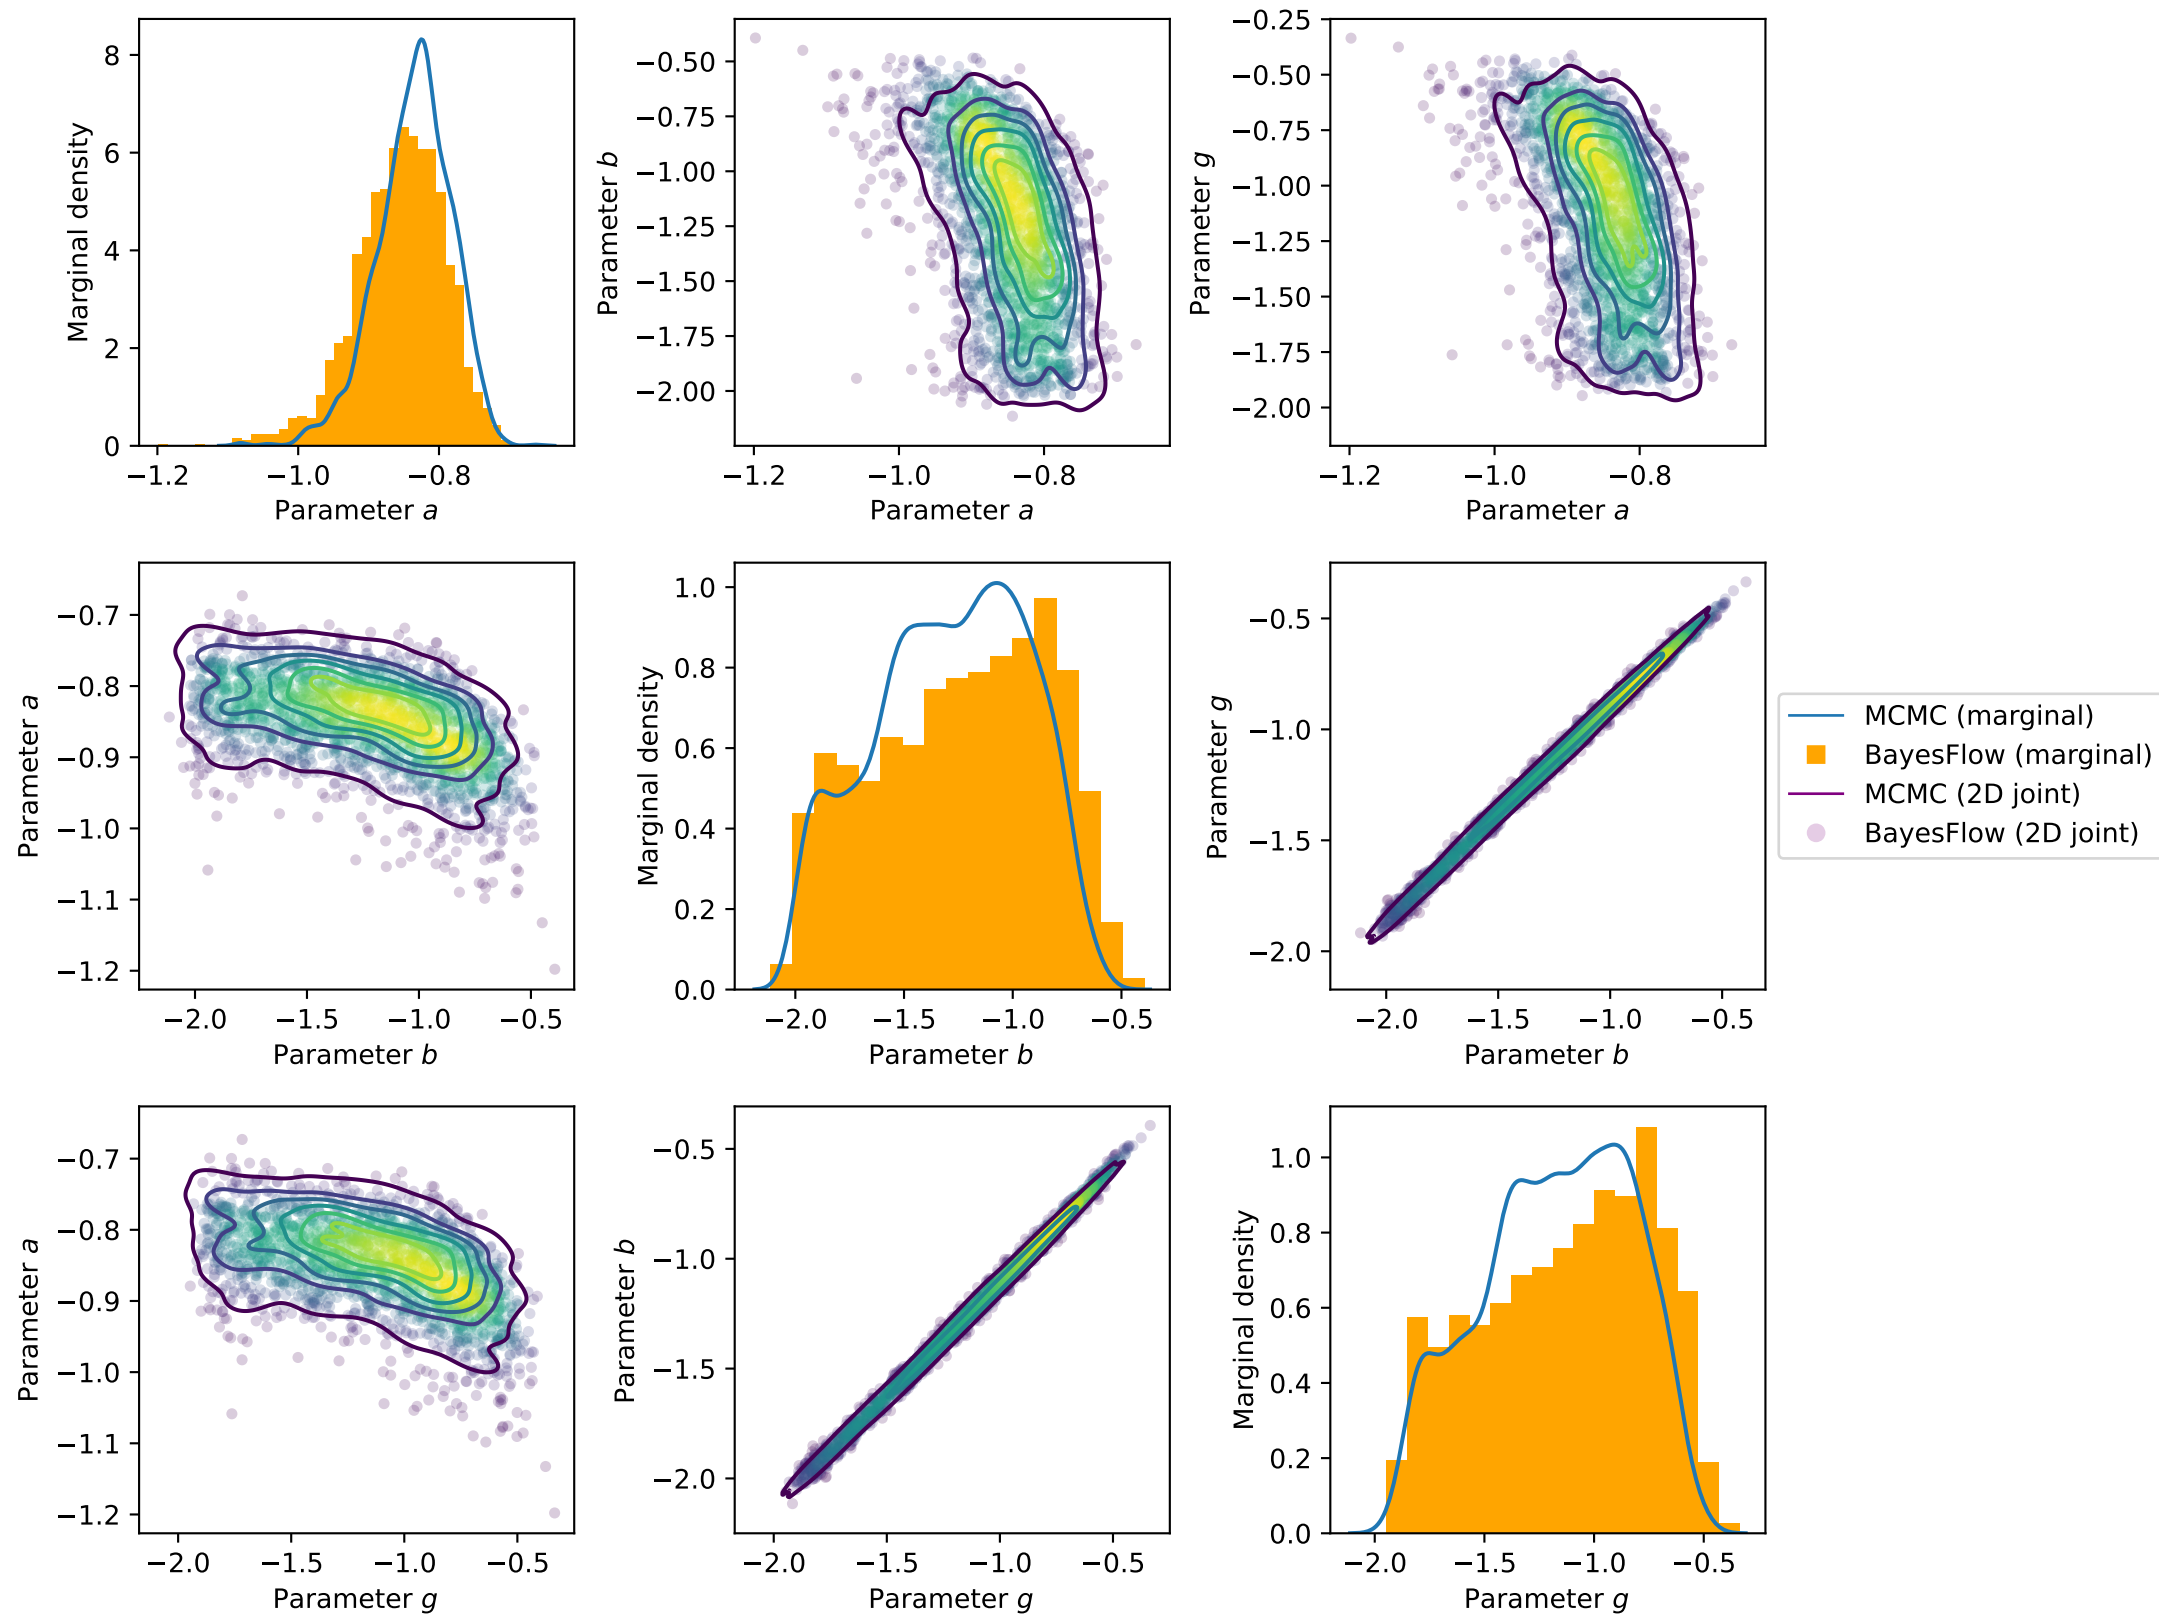 8
6
4
2
0
Marginal density
−1.2 −1.0 −0.8
Parameter a
−0.50
−0.75
−1.00
−1.25
−1.50
−1.75
−2.00
Parameter b
−1.2 −1.0 −0.8
Parameter a
−0.25
−0.50
−0.75
−1.00
−1.25
−1.50
−1.75
−2.00
Parameter g
−1.2 −1.0 −0.8
Parameter a
−0.7
−0.8
−0.9
−1.0
−1.1
−1.2
Parameter a
−2.0 −1.5 −1.0 −0.5
Parameter b
1.0
0.8
0.6
0.4
0.2
0.0
Marginal density
−2.0 −1.5 −1.0 −0.5
Parameter b
−0.5
−1.0
−1.5
−2.0
Parameter g
−2.0 −1.5 −1.0 −0.5
Parameter b
MCMC (marginal)
BayesFlow (marginal)
MCMC (2D joint)
BayesFlow (2D joint)
−0.7
−0.8
−0.9
−1.0
−1.1
−1.2
Parameter a
−2.0 −1.5 −1.0 −0.5
Parameter g
−0.5
−1.0
−1.5
−2.0
Parameter b
−2.0 −1.5 −1.0 −0.5
Parameter g
1.0
0.8
0.6
0.4
0.2
0.0
Marginal density
−2.0 −1.5 −1.0 −0.5
Parameter g